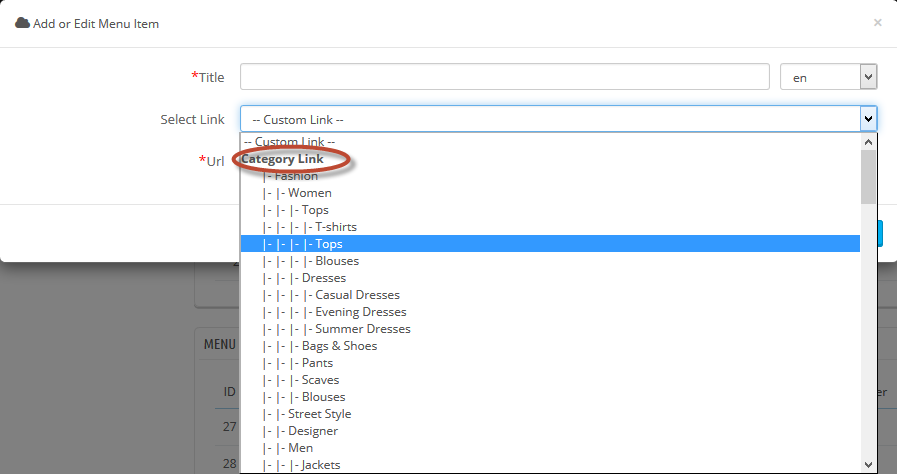 Add or Edit Menu Item ×
*Title en
Select Link -- Custom Link --
-- Custom Link --
*Url Category Link
|- Fashion
|- |- Women
|- |- |- Tops
|- |- |- |- T-shirts
|- |- |- |- Tops
|- |- |- |- Blouses
|- |- |- Dresses
|- |- |- |- Casual Dresses
|- |- |- |- Evening Dresses
|- |- |- |- Summer Dresses
MENU |- |- |- Bags & Shoes
|- |- |- Pants
|- |- |- Scaves
ID |- |- |- Blouses er
|- |- Street Style
27 |- |- Designer
|- |- Men
28 |- |- |- Jackets